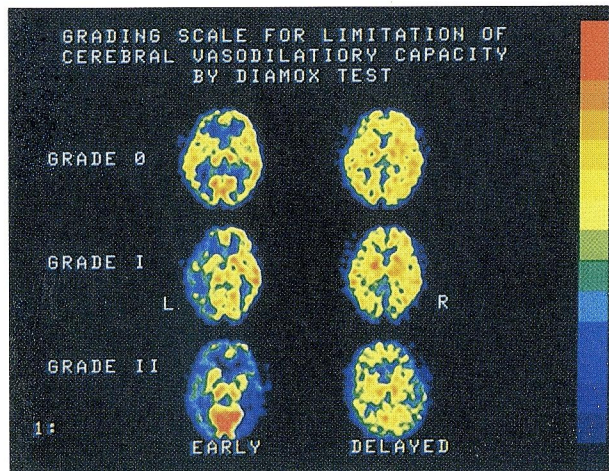 GRADING SCALE FOR LIMITATION OF
CEREBRAL VASODILATIORY CAPACITY
BY DIAMOX TEST
GRADE 0
GRADE I
L R
GRADE II
1:
EARLY DELAYED